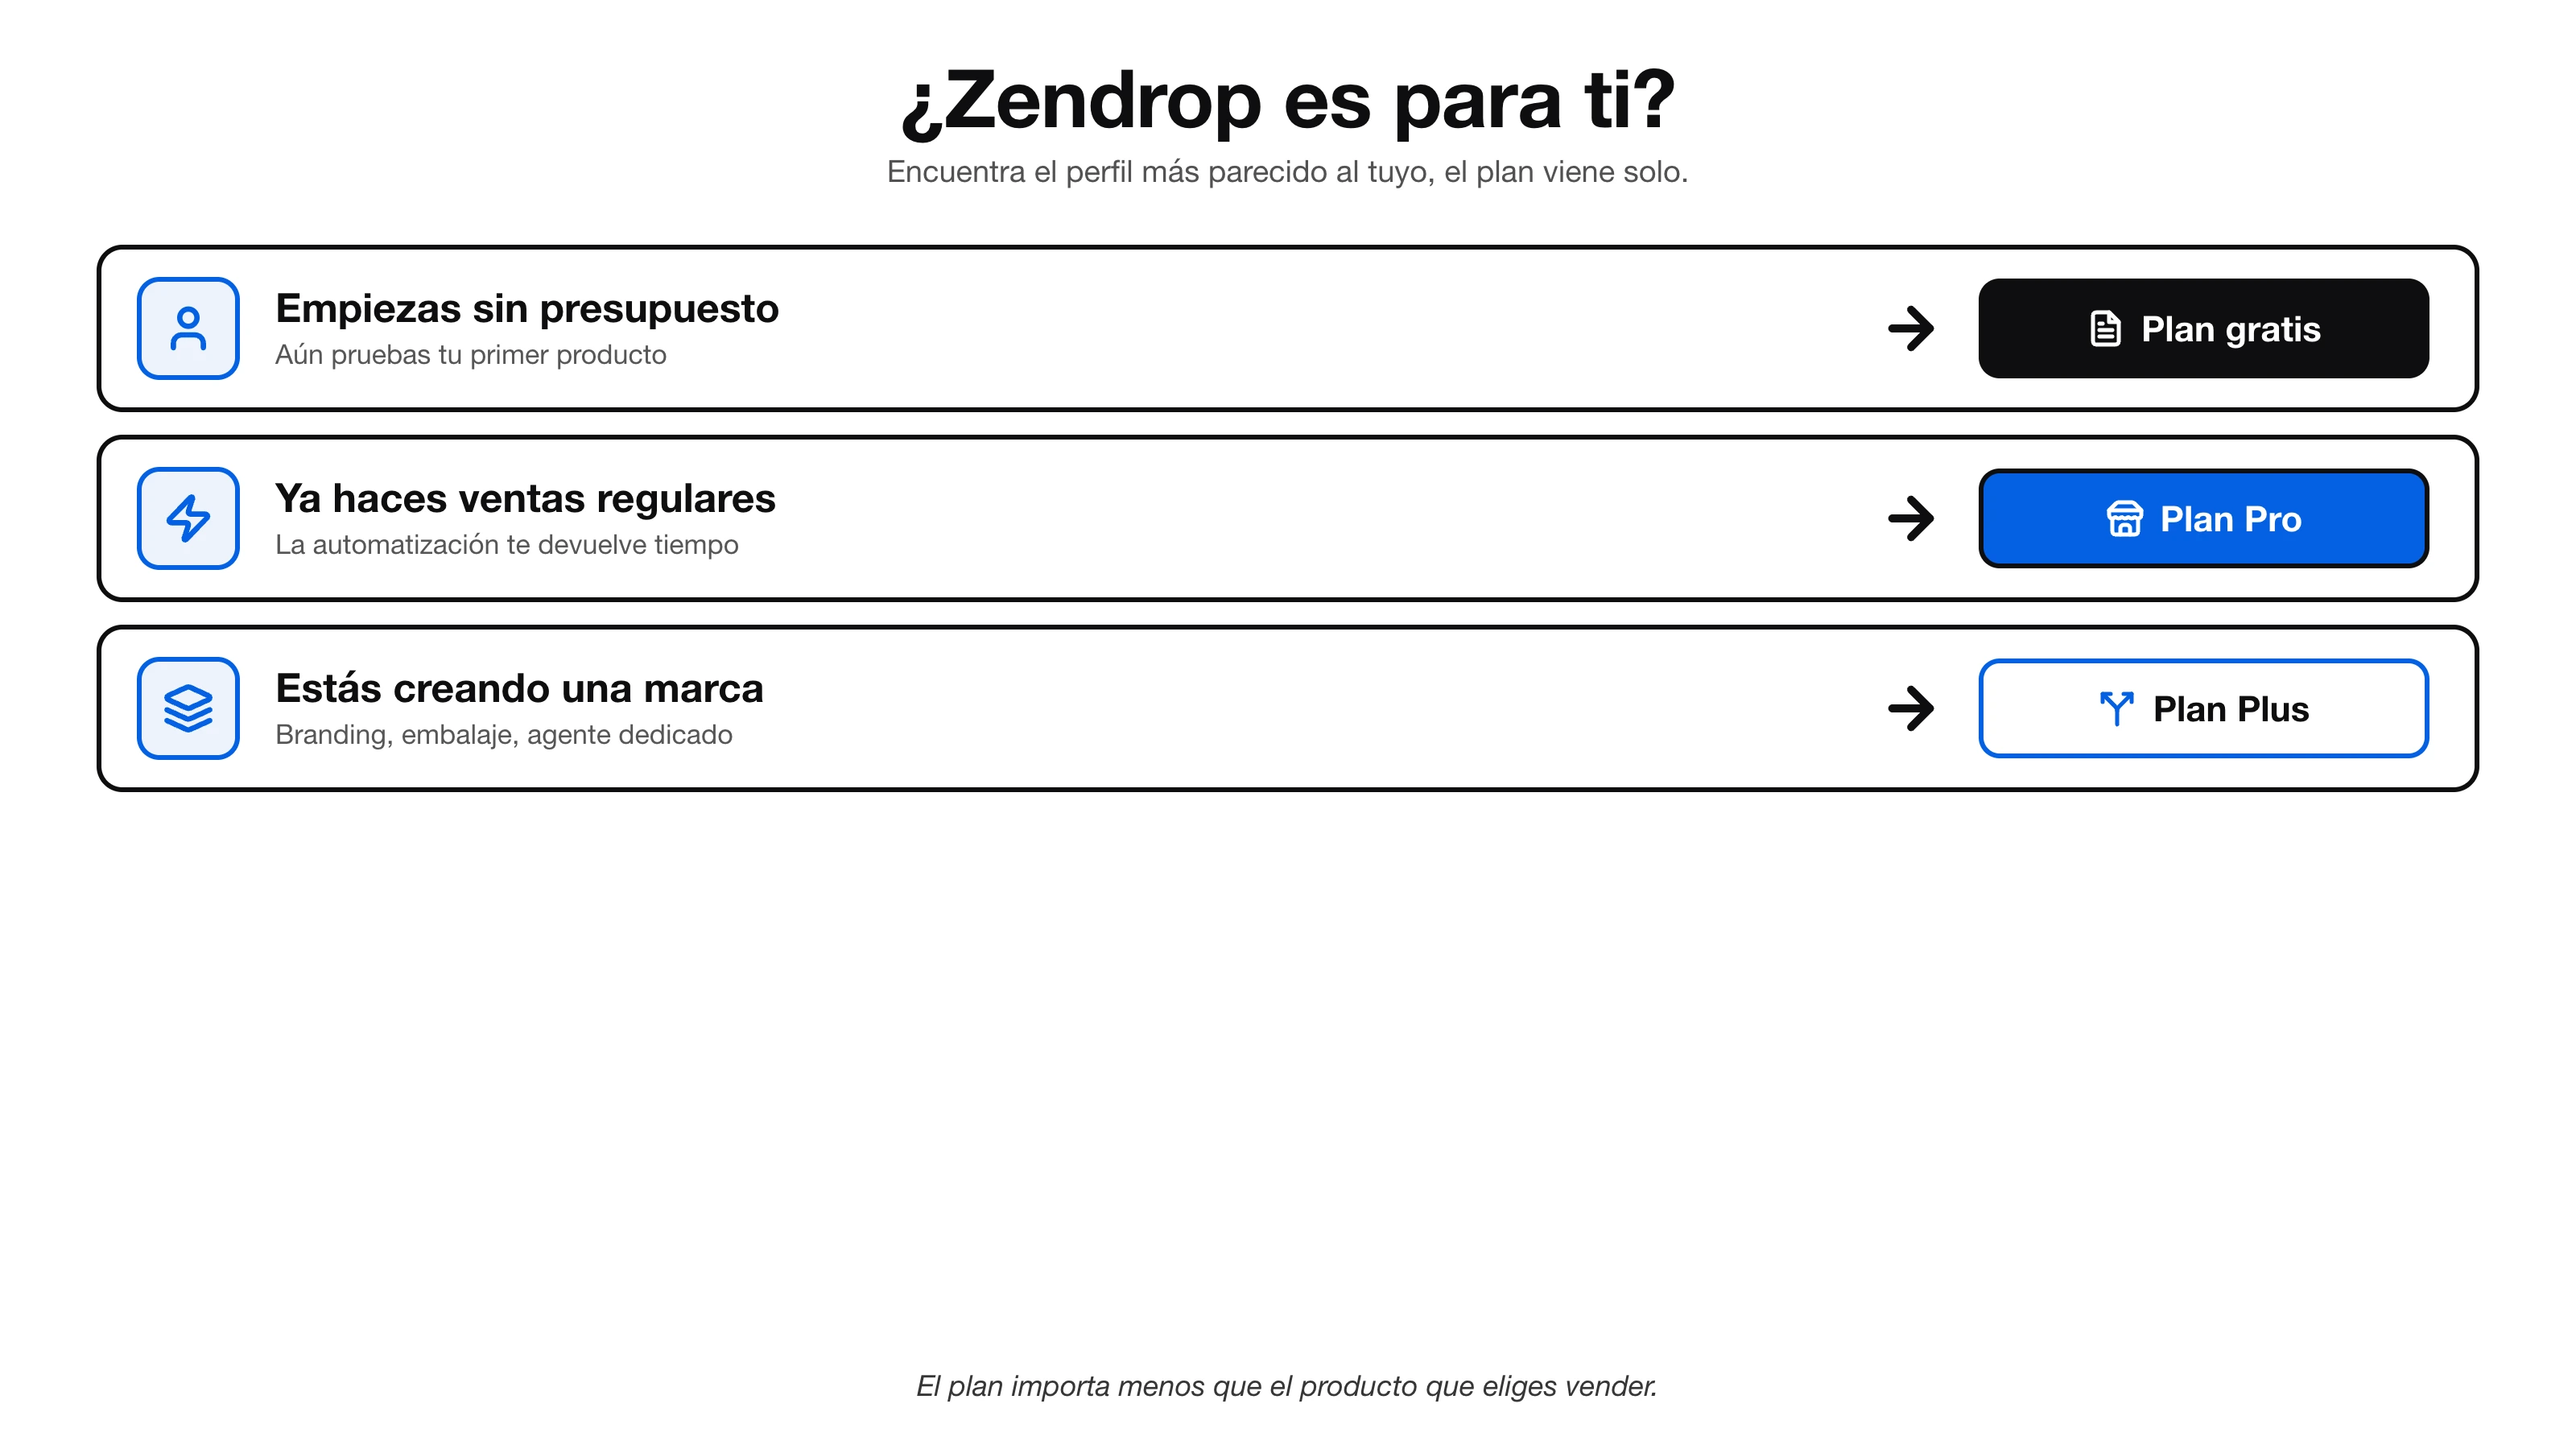 ¿Zendrop es para ti?
Encuentra el perfil más parecido al tuyo, el plan viene solo.
Empiezas sin presupuesto
Aún pruebas tu primer producto
Plan gratis
Ya haces ventas regulares
La automatización te devuelve tiempo
Plan Pro
Estás creando una marca
Branding, embalaje, agente dedicado
Plan Plus
El plan importa menos que el producto que eliges vender.